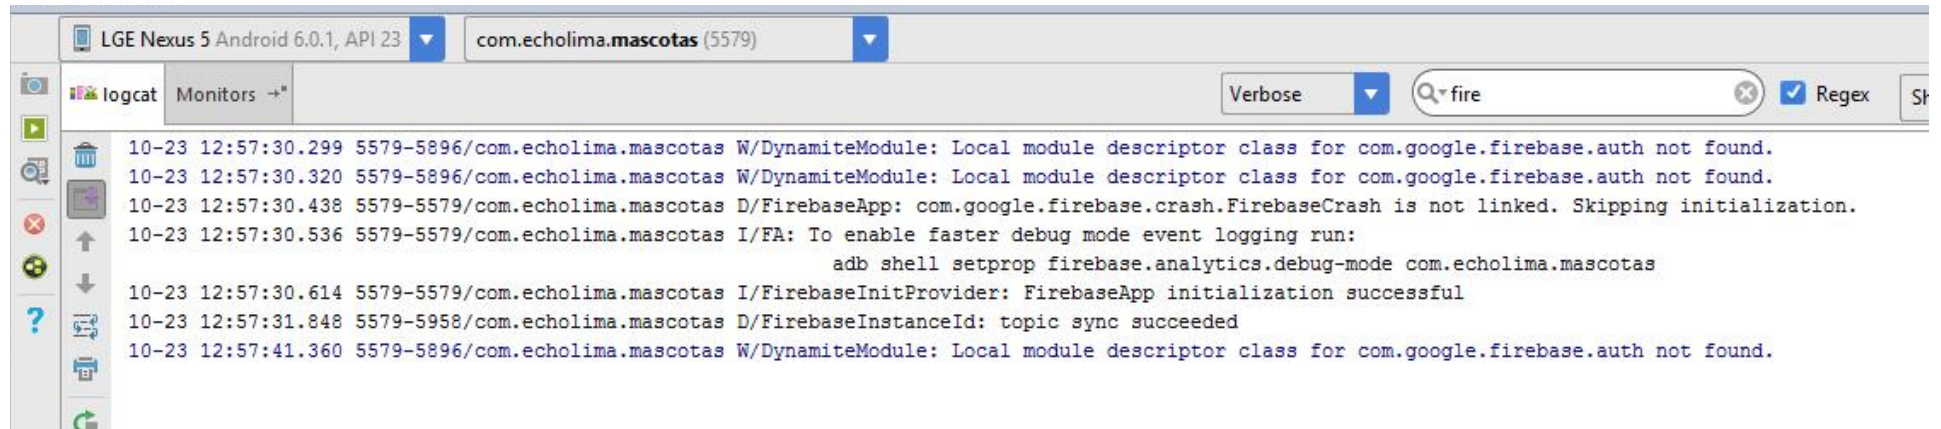 LGE Nexus 5 Android 6.0.1, API 23 com.echolima.mascotas (5579)
logcat Monitors Verbose fire Regex
10-23 12:57:30.299 5579-5896/com.echolima.mascotas W/DynamiteModule: Local module descriptor class for com.google.firebase.auth not found.
10-23 12:57:30.320 5579-5896/com.echolima.mascotas W/DynamiteModule: Local module descriptor class for com.google.firebase.auth not found.
10-23 12:57:30.438 5579-5579/com.echolima.mascotas D/FirebaseApp: com.google.firebase.crash.FirebaseCrash is not linked. Skipping initialization.
10-23 12:57:30.536 5579-5579/com.echolima.mascotas I/FA: To enable faster debug mode event logging run:
adb shell setprop firebase.analytics.debug-mode com.echolima.mascotas
10-23 12:57:30.614 5579-5579/com.echolima.mascotas I/FirebaseInitProvider: FirebaseApp initialization successful
10-23 12:57:31.848 5579-5958/com.echolima.mascotas D/FirebaseInstanceId: topic sync succeeded
10-23 12:57:41.360 5579-5896/com.echolima.mascotas W/DynamiteModule: Local module descriptor class for com.google.firebase.auth not found.